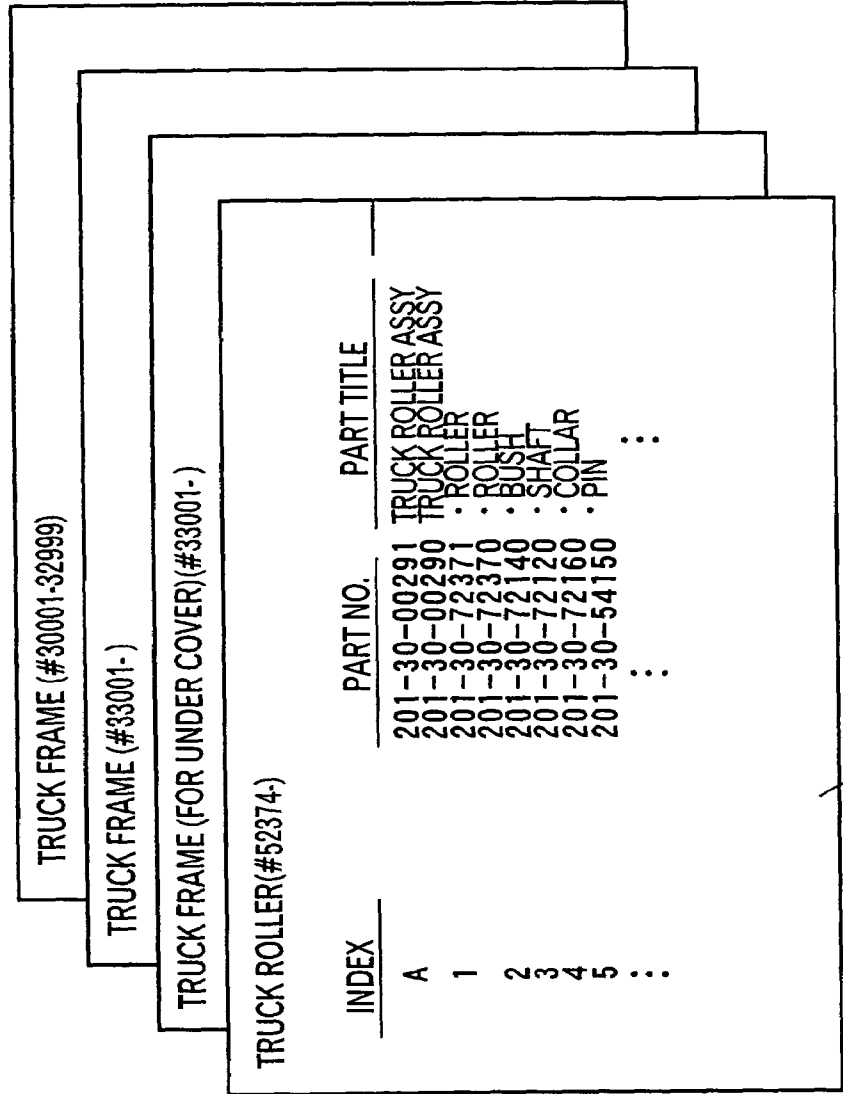 TRUCK FRAME (#30001-32999)
TRUCK FRAME (#33001- )
TRUCK FRAME (FOR UNDER COVER)(#33001- )
TRUCK ROLLER(#52374-)
INDEX PART NO. PART TITLE
A 201-30-00291 TRUCK ROLLER ASSY
201-30-00290 TRUCK ROLLER ASSY
1 201-30-72371 ・ROLLER
201-30-72370 ・ROLLER
2 201-30-72140 ・BUSH
3 201-30-72120 ・SHAFT
4 201-30-72160 ・COLLAR
5 201-30-54150 ・PIN
⋮ ⋮ ⋮